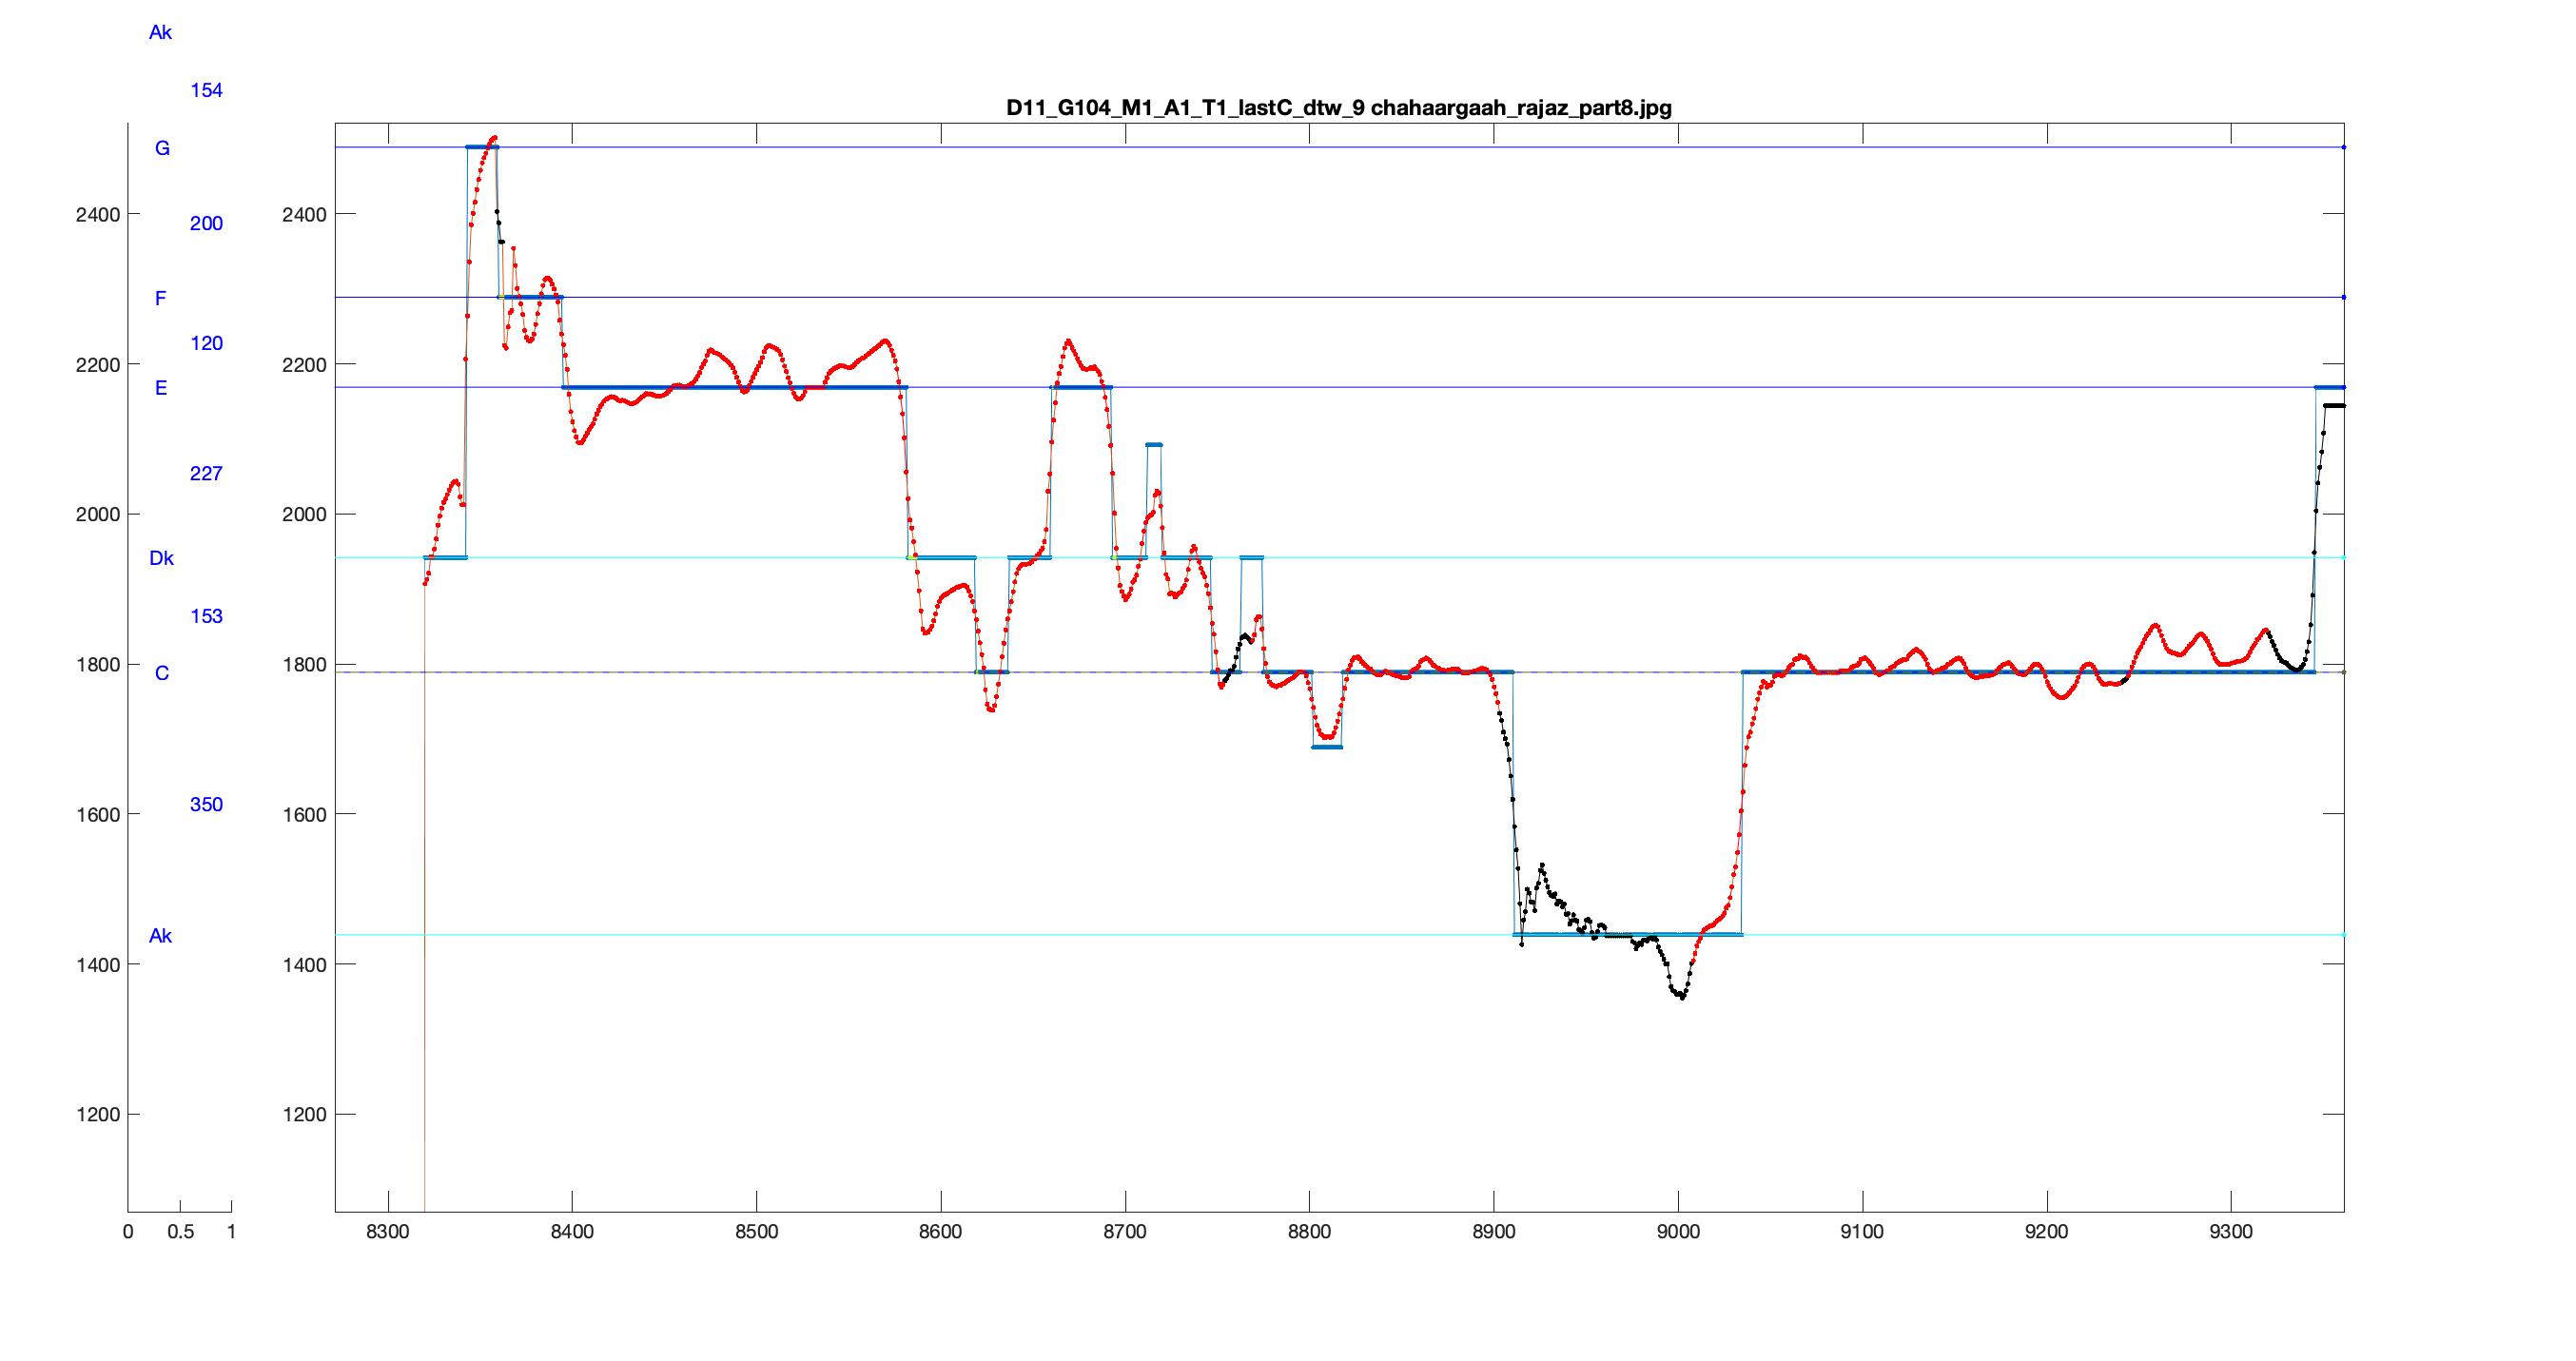 Ak
154
D11_G104_M1_A1_T1_lastC_dtw_9 chahaargaah_rajaz_part8.jpg
G
2400 200 2400
F
120
2200 2200
E
227
2000 2000
Dk
153
1800 1800
C
350
1600 1600
Ak
1400 1400
1200 1200
0 0.5 1 8300 8400 8500 8600 8700 8800 8900 9000 9100 9200 9300